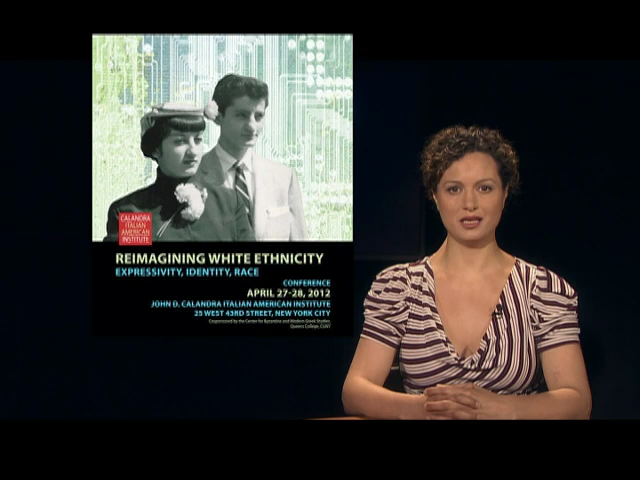 CALANDRA
ITALIAN
AMERICAN
INSTITUTE
REIMAGINING WHITE ETHNICITY
EXPRESSIVITY, IDENTITY, RACE
CONFERENCE
APRIL 27-28, 2012
JOHN D. CALANDRA ITALIAN AMERICAN INSTITUTE
25 WEST 43RD STREET, NEW YORK CITY
Cosponsored by the Center for Byzantine and Modern Greek Studies,
Queens College, CUNY